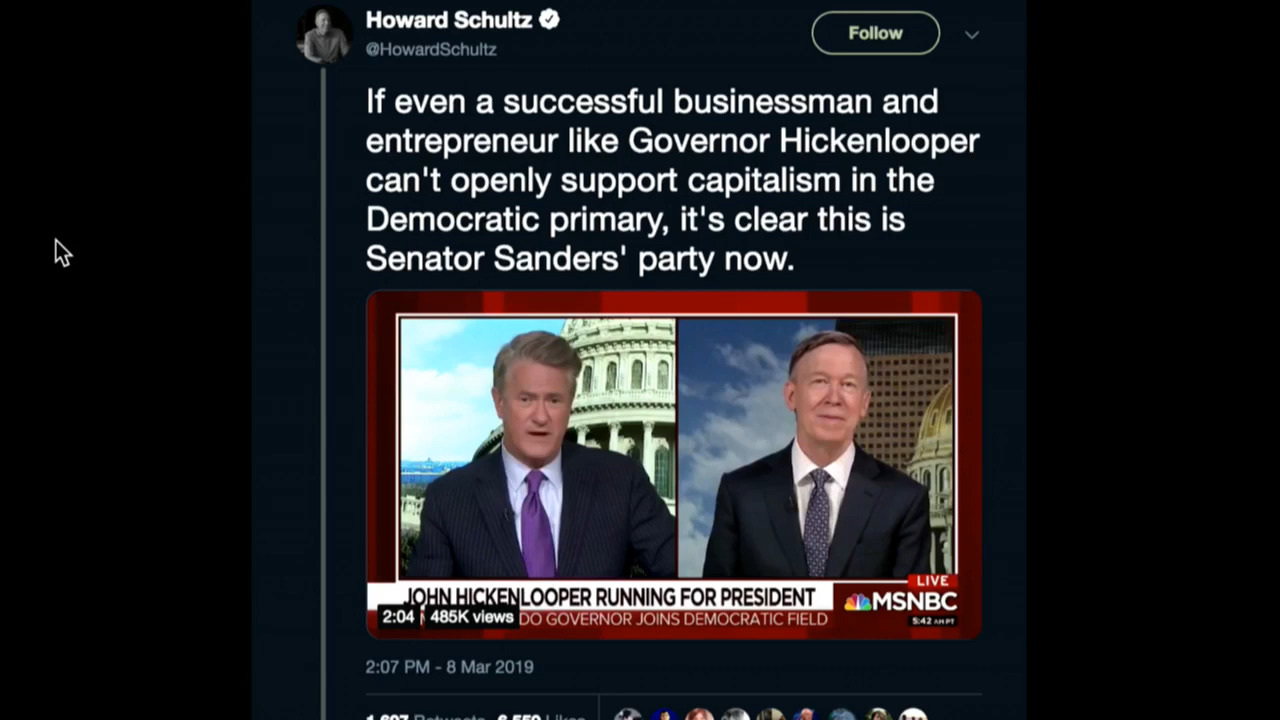 Howard Schultz
@HowardSchultz
Follow
If even a successful businessman and
entrepreneur like Governor Hickenlooper
can't openly support capitalism in the
Democratic primary, it's clear this is
Senator Sanders' party now.
JOHN HICKENLOOPER RUNNING FOR PRESIDENT
LIVE
MSNBC
2:04
485K views
DO GOVERNOR JOINS DEMOCRATIC FIELD
5:42 AM PT
2:07 PM - 8 Mar 2019
Retweets
Likes